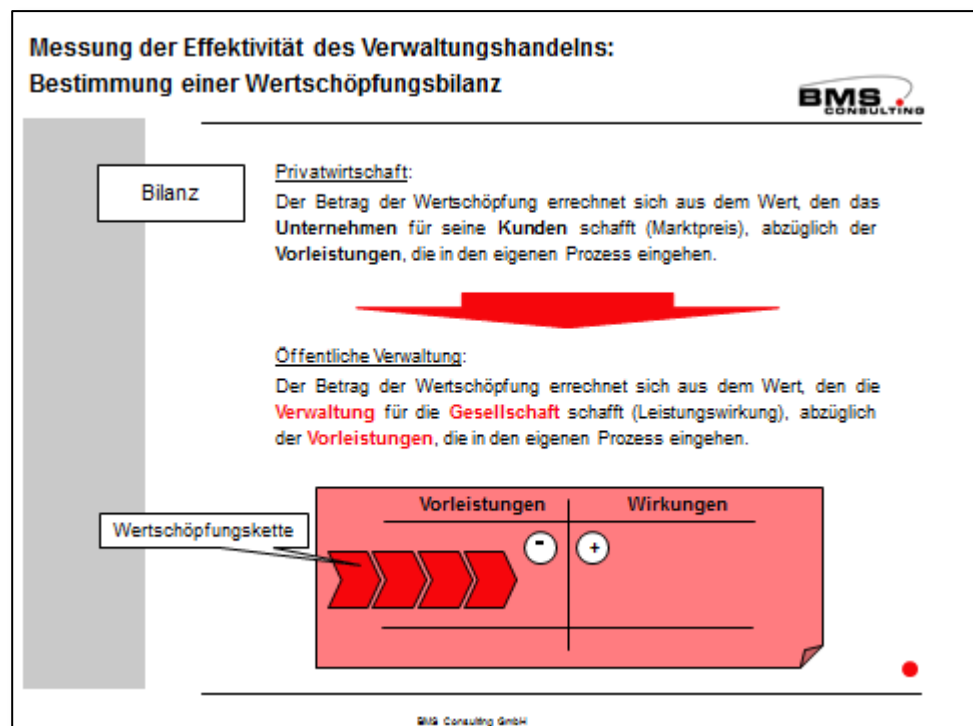 Messung der Effektivität des Verwaltungshandelns:
Bestimmung einer Wertschöpfungsbilanz
BMS
CONSULTING
Bilanz
Privatwirtschaft:
Der Betrag der Wertschöpfung errechnet sich aus dem Wert, den das
Unternehmen für seine Kunden schafft (Marktpreis), abzüglich der
Vorleistungen, die in den eigenen Prozess eingehen.
Öffentliche Verwaltung:
Der Betrag der Wertschöpfung errechnet sich aus dem Wert, den die
Verwaltung für die Gesellschaft schafft (Leistungswirkung), abzüglich
der Vorleistungen, die in den eigenen Prozess eingehen.
Vorleistungen Wirkungen
Wertschöpfungskette
- +
BMS Consulting GmbH